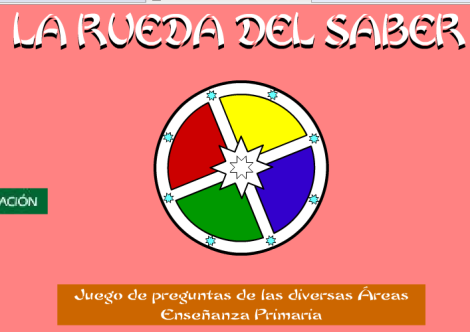 LA RUEDA DEL SABER
ACIÓN
Juego de preguntas de las diversas Áreas
Enseñanza Primaria